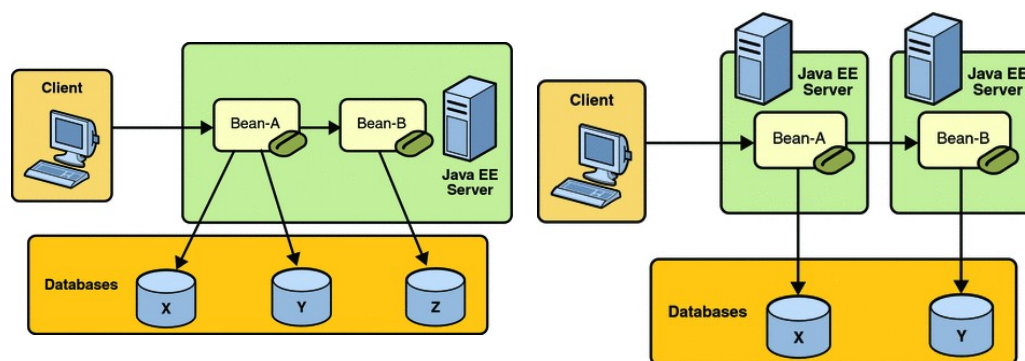 Client
Bean-A
Bean-B
Java EE
Server
Databases
X
Y
Z
Client
Java EE
Server
Java EE
Server
Bean-A
Bean-B
Databases
X
Y